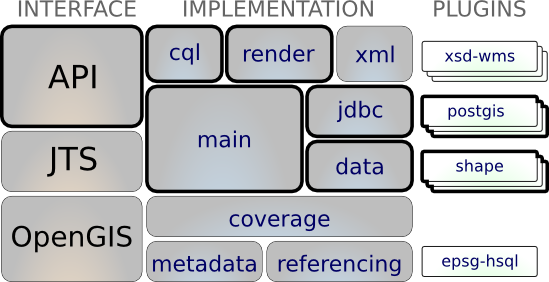 INTERFACE IMPLEMENTATION PLUGINS
API cql render xml xsd-wms
main jdbc postgis
JTS data shape
OpenGIS coverage
metadata referencing epsg-hsql